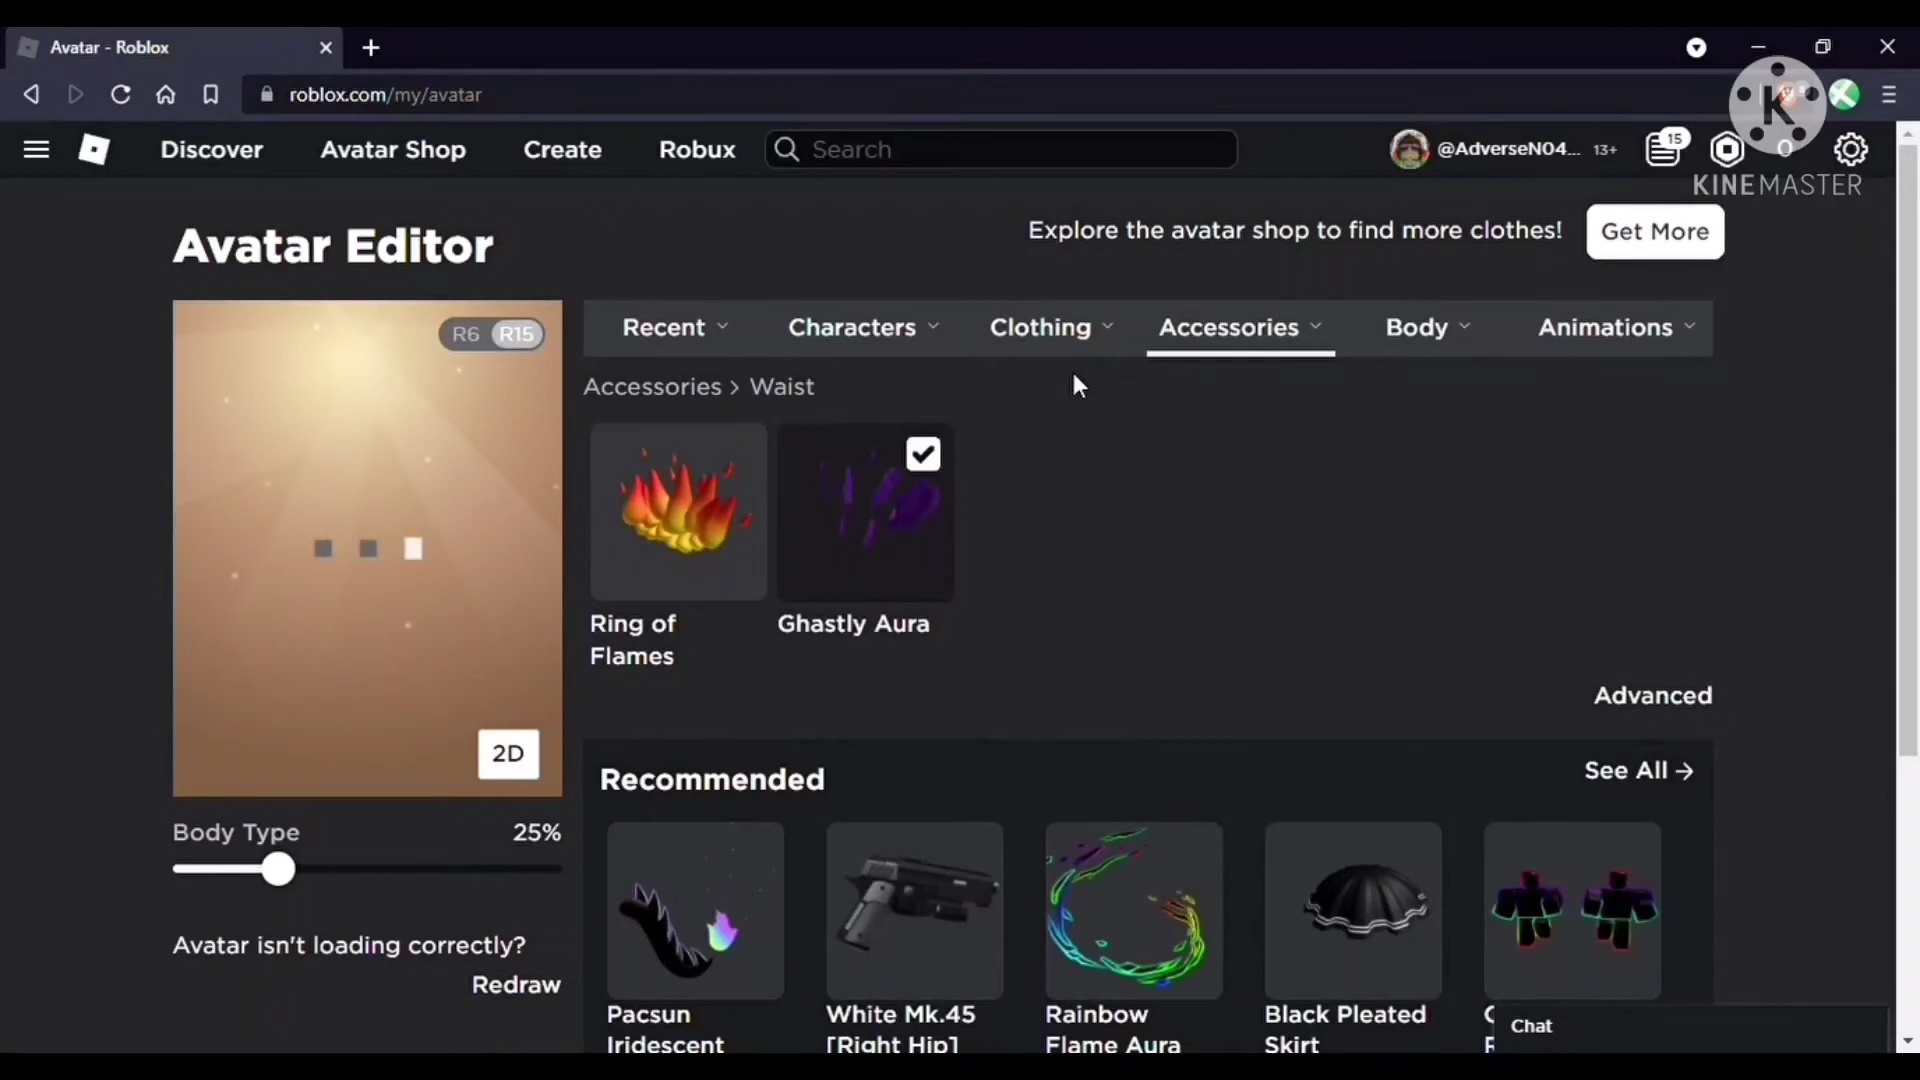 Avatar - Roblox
roblox.com/my/avatar
K
KINEMASTER
Discover
Avatar Shop
Create
Robux
Search
@AdverseN04... 13+
15
0
Avatar Editor
Explore the avatar shop to find more clothes!
Get More
R6 R15
2D
Recent
Characters
Clothing
Accessories
Body
Animations
Accessories > Waist
Ring of
Flames
Ghastly Aura
Advanced
Body Type 25%
Avatar isn't loading correctly?
Redraw
Recommended
See All →
Pacsun
Iridescent
White Mk.45
[Right Hip]
Rainbow
Flame Aura
Black Pleated
Skirt
Chat